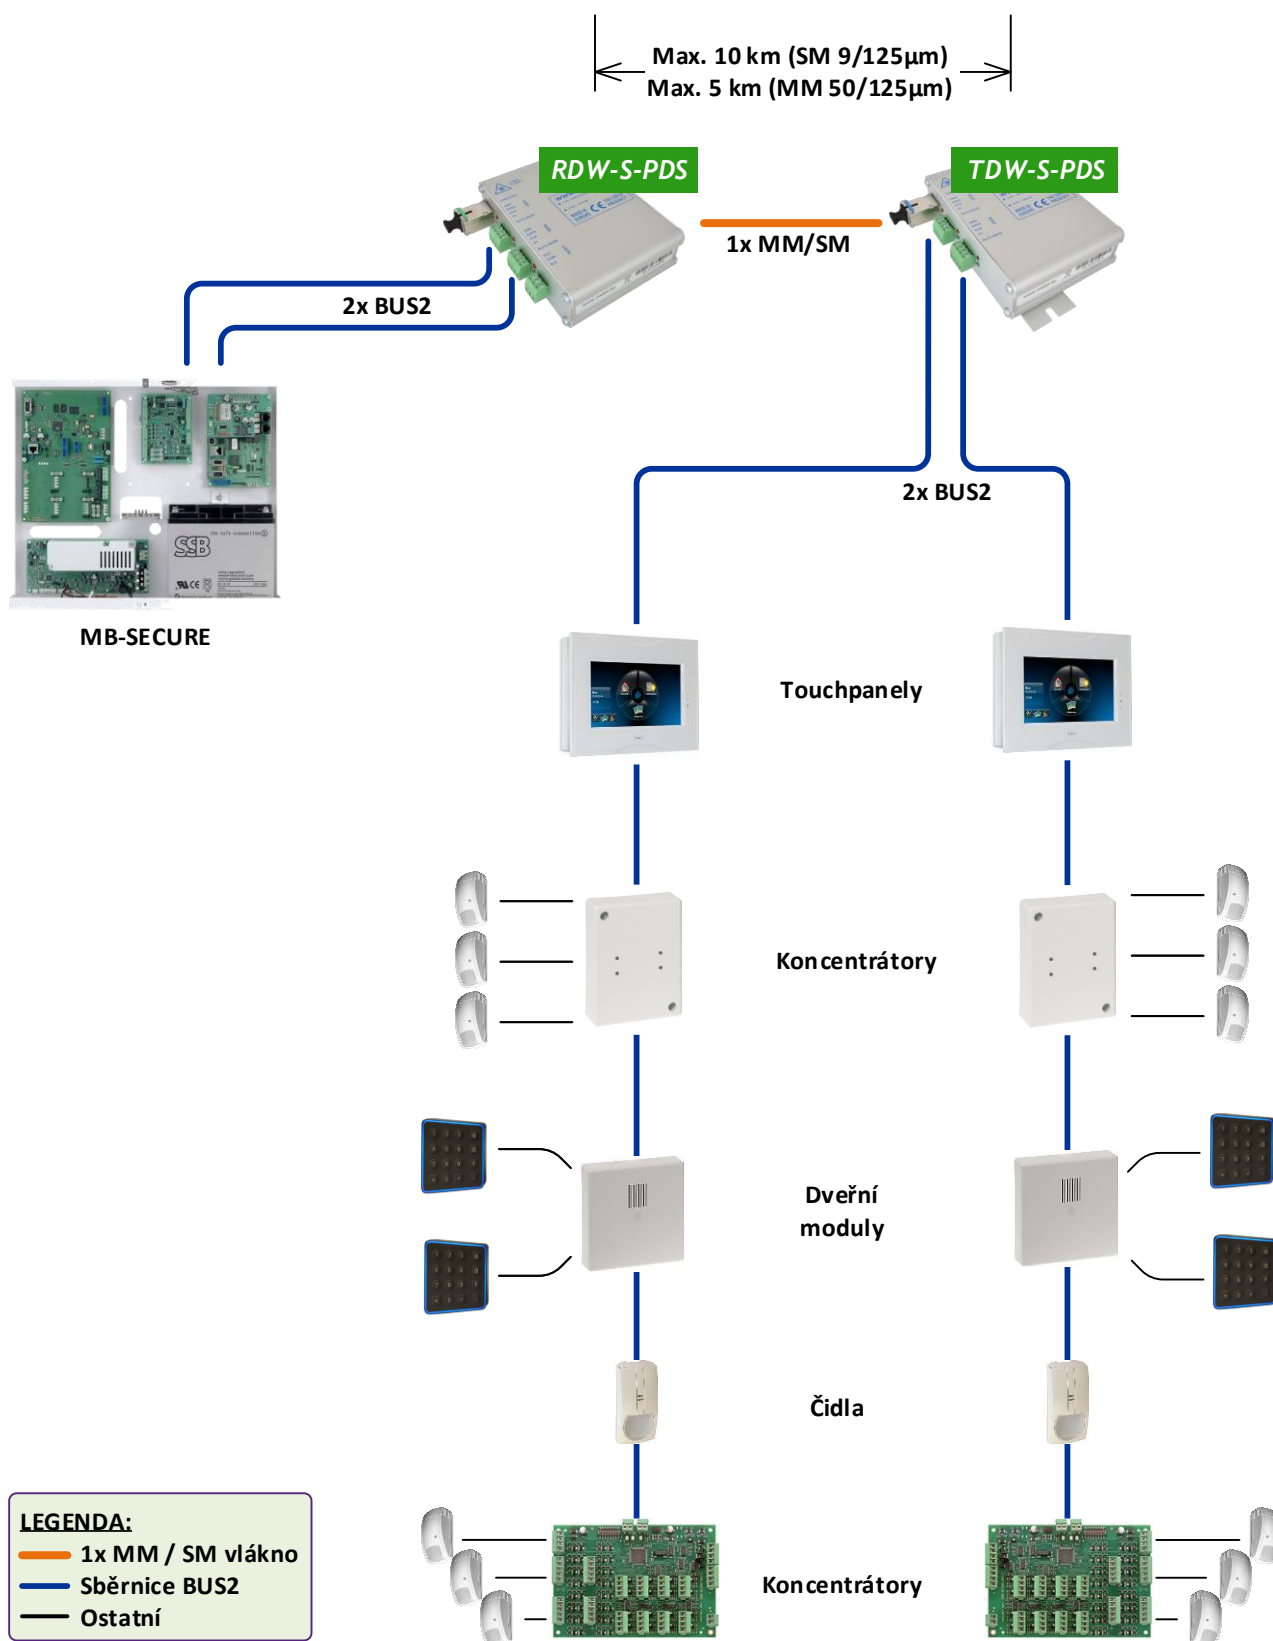 Max. 10 km (SM 9/125µm)
Max. 5 km (MM 50/125µm)
RDW-S-PDS
TDW-S-PDS
1x MM/SM
2x BUS2
2x BUS2
SSB
MB-SECURE
Touchpanely
Koncentrátory
Dveřní
moduly
Čidla
Koncentrátory
LEGENDA:
1x MM / SM vlákno
Sběrnice BUS2
Ostatní